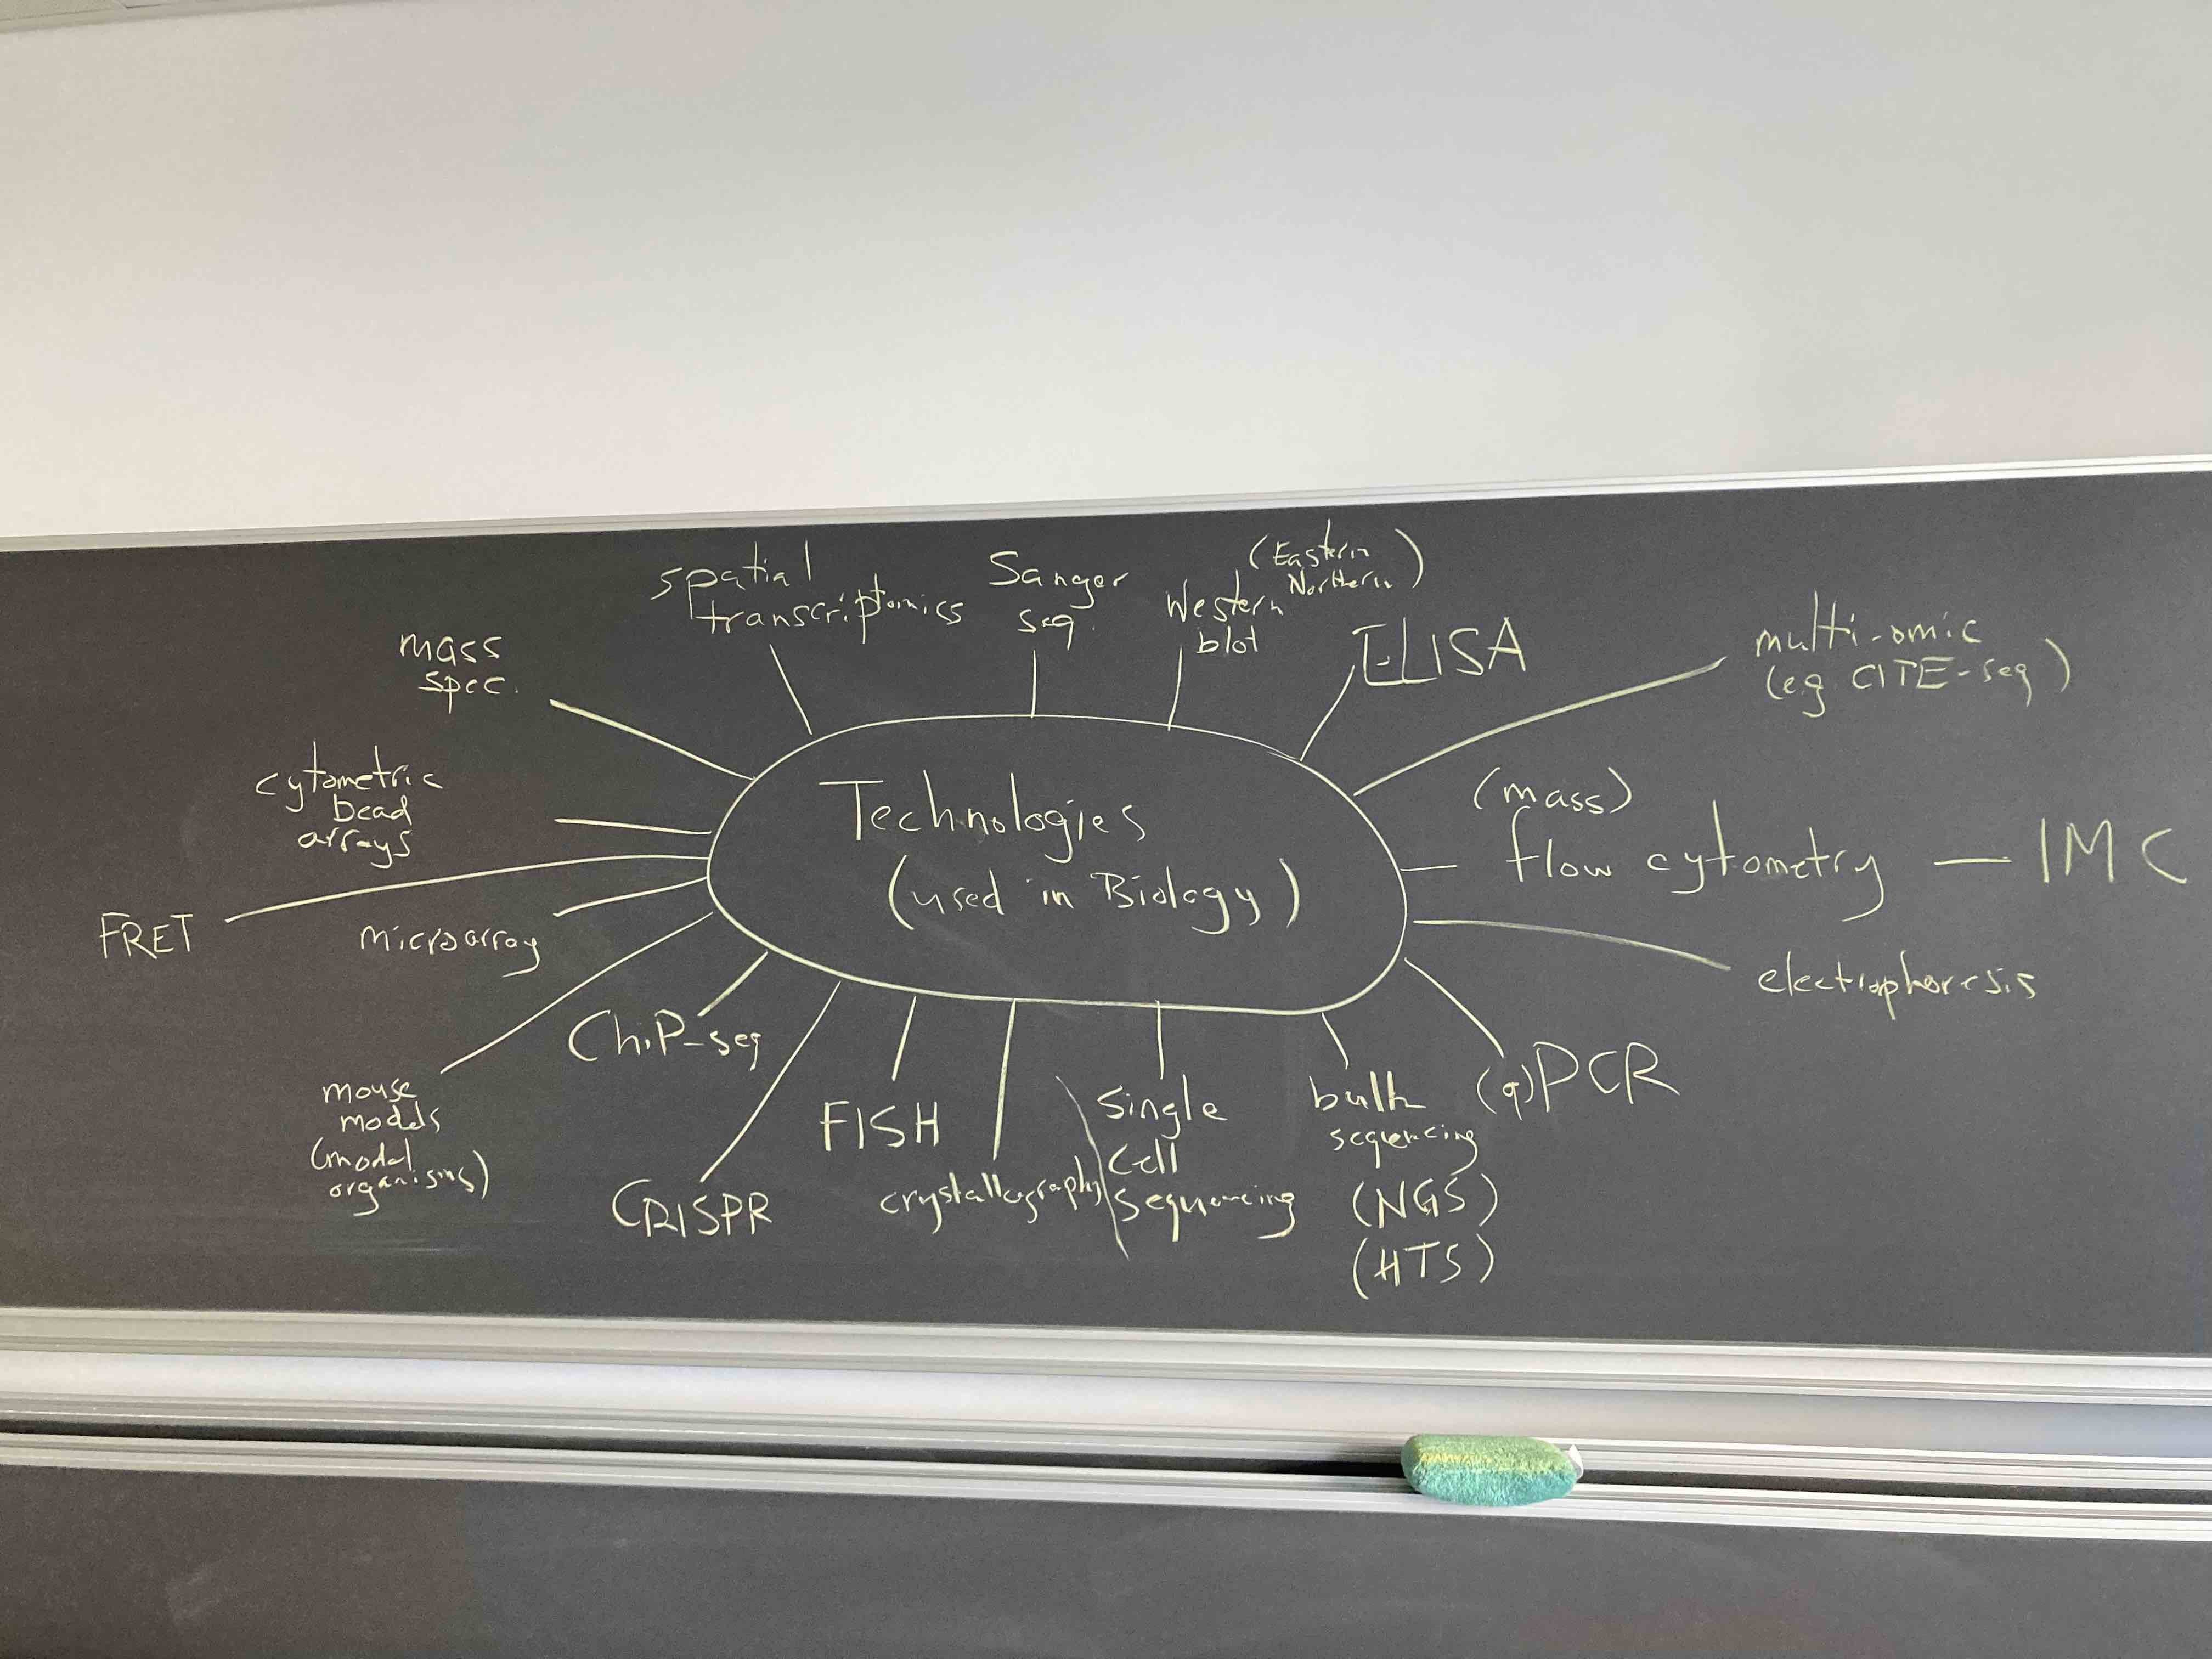 spatial
transcriptomics
Sanger
seq.
(Eastern
Northern)
Western
blot
ELISA
multi-omic
(eg CITE-seq)
mass
spec.
cytometric
bead
arrays
Technologies
(used in Biology)
(mass)
flow cytometry — IMC
FRET
microarray
electrophoresis
ChiP-seq
mouse
models
(model
organisms)
CRISPR
FISH
crystallography
single
cell
sequencing
bulk
sequencing
(NGS)
(HTS)
(q)PCR